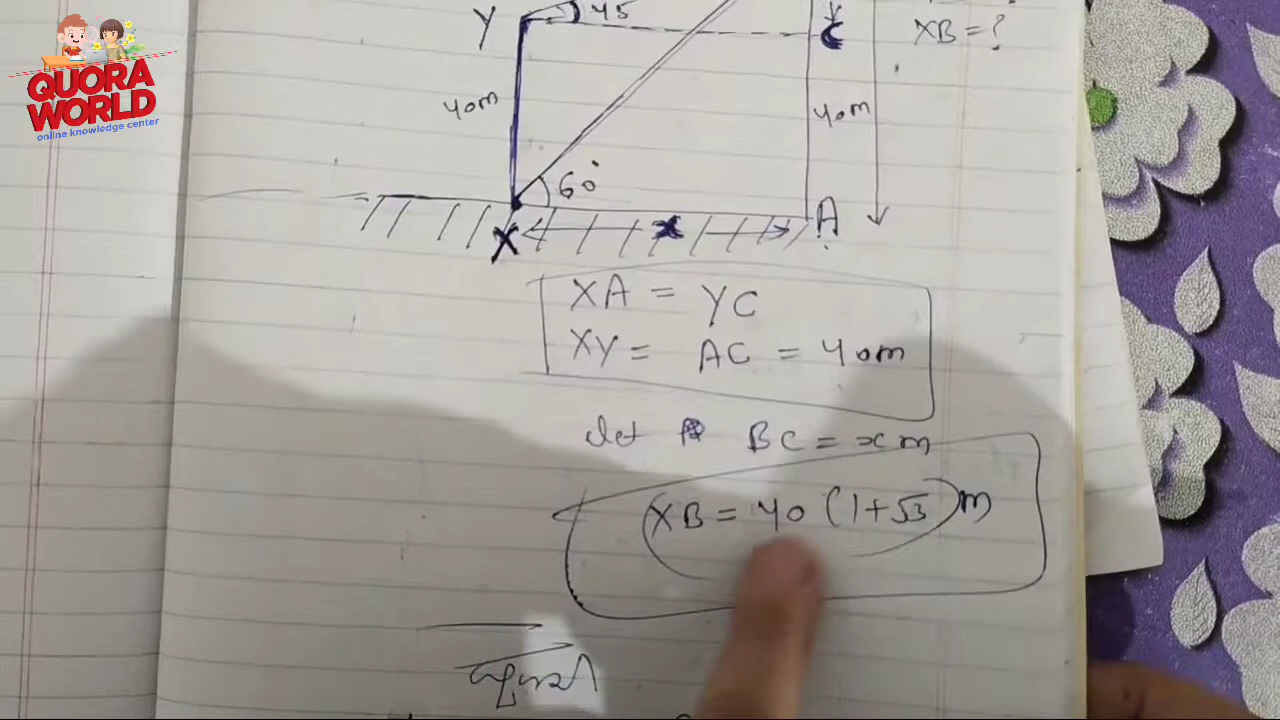 QUORA
WORLD
online knowledge center
Y
45
C
XB = ?
40m
40m
60°
X
x
A
XA = YC
XY = AC = 40m
let BC = x m
XB = 40 (1+√3) m